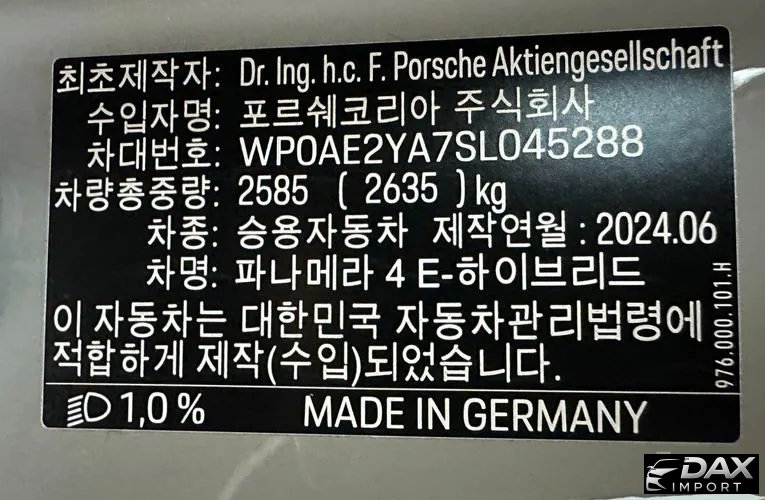 최초제작자: Dr. Ing. h.c. F. Porsche Aktiengesellschaft
수입자명: 포르쉐코리아 주식회사
차대번호: WP0AE2YA7SL045288
차량총중량: 2585 ( 2635 ) kg
차종: 승용자동차 제작연월 : 2024.06
차명: 파나메라 4 E-하이브리드
이 자동차는 대한민국 자동차관리법령에
적합하게 제작(수입)되었습니다.
976.000.101.H
1,0 % MADE IN GERMANY
DAX
IMPORT